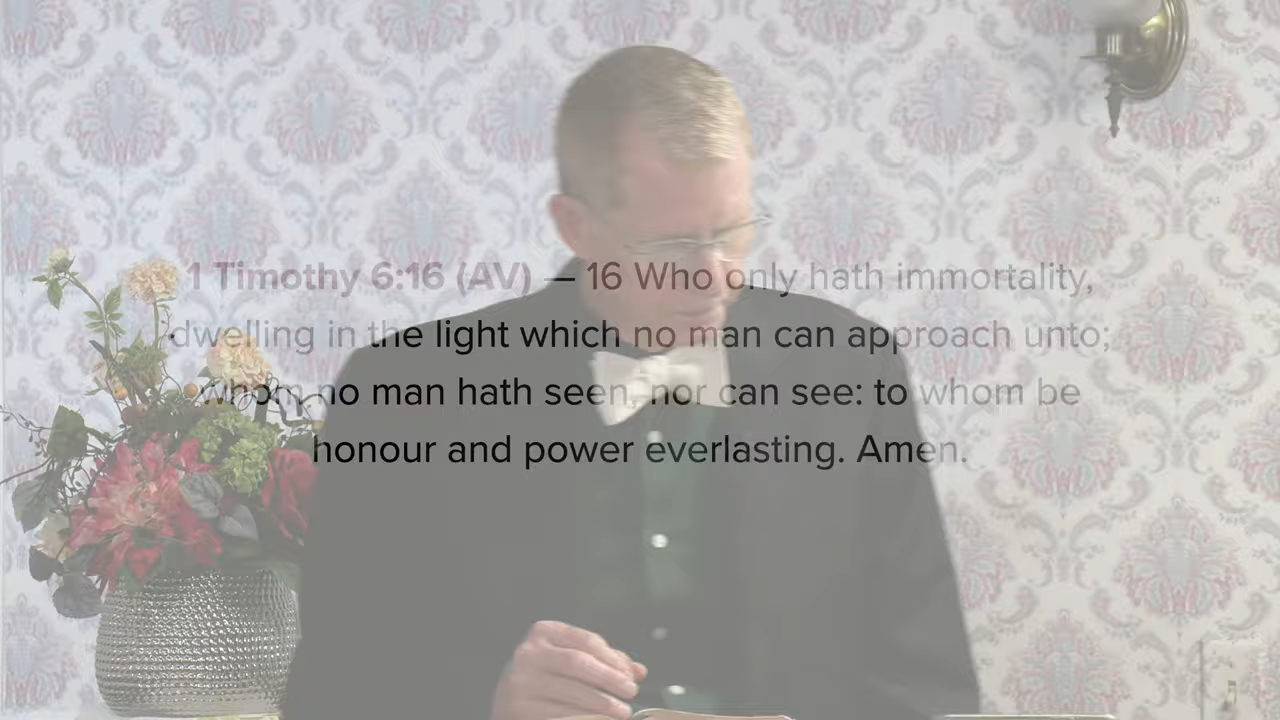 1 Timothy 6:16 (AV) — 16 Who only hath immortality,
dwelling in the light which no man can approach unto;
whom no man hath seen, nor can see: to whom be
honour and power everlasting. Amen.